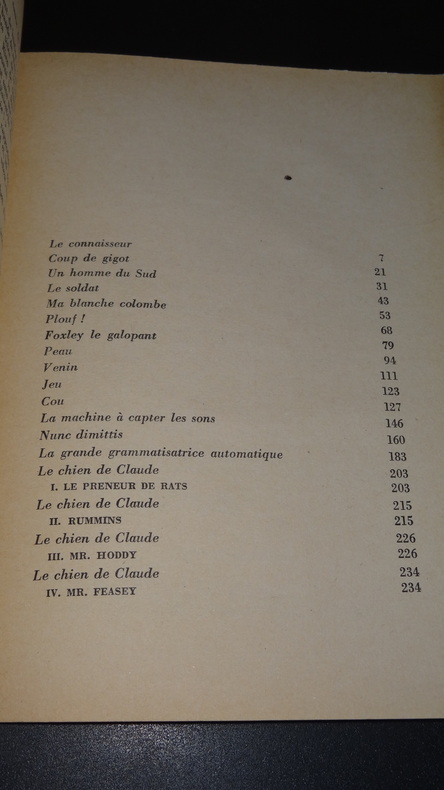 Le connaisseur 7
Coup de gigot 21
Un homme du Sud 31
Le soldat 43
Ma blanche colombe 53
Plouf ! 68
Foxley le galopant 79
Peau 94
Venin 111
Jeu 123
Cou 127
La machine à capter les sons 146
Nunc dimittis 160
La grande grammatisatrice automatique 183
Le chien de Claude 203
I. LE PRENEUR DE RATS 203
Le chien de Claude 215
II. RUMMINS 215
Le chien de Claude 226
III. MR. HODDY 226
Le chien de Claude 234
IV. MR. FEASEY 234